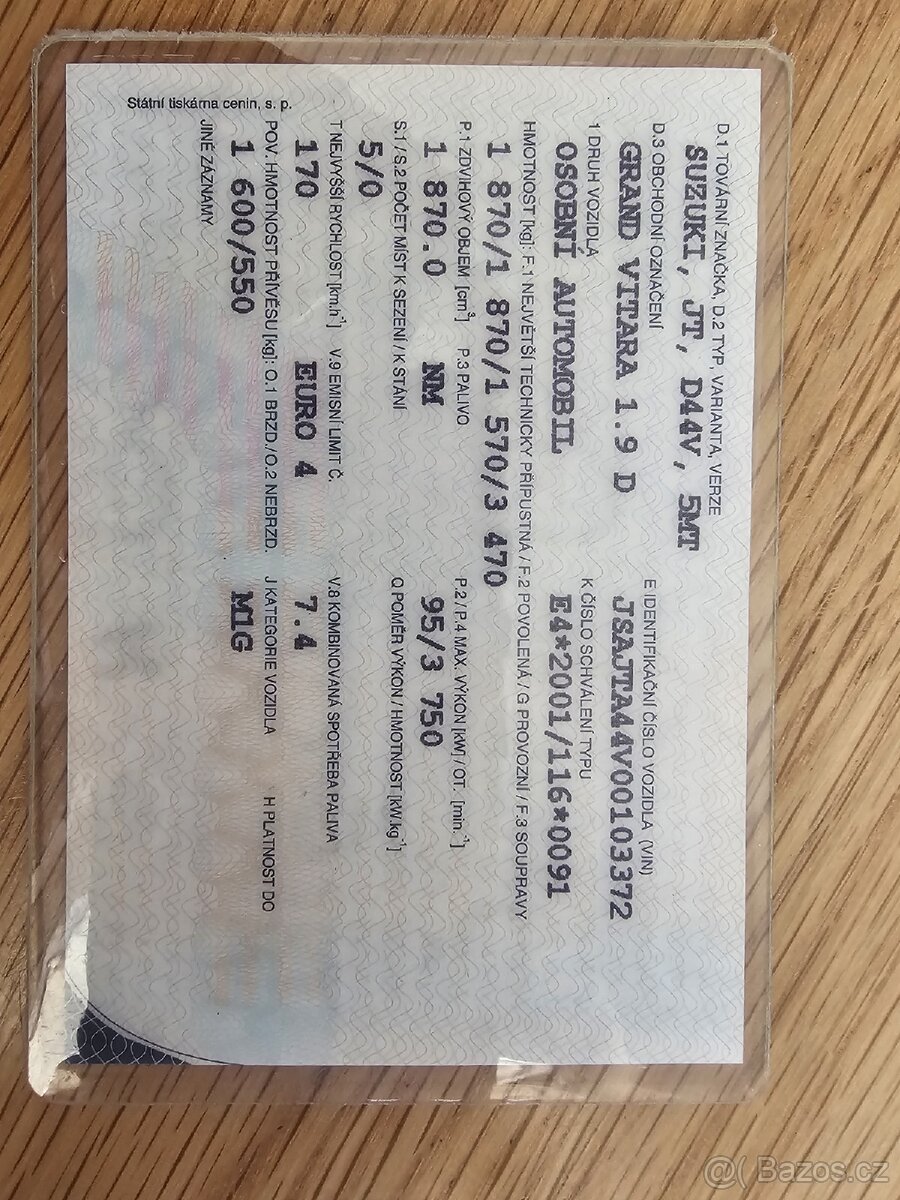 D.1 TOVÁRNÍ ZNAČKA, D.2 TYP, VARIANTA, VERZE
SUZUKI, JT, D44V, 5MT
D.3 OBCHODNÍ OZNAČENÍ E IDENTIFIKAČNÍ ČÍSLO VOZIDLA (VIN)
GRAND VITARA 1.9 D JSAJTA44V00103372
1 DRUH VOZIDLA K ČÍSLO SCHVÁLENÍ TYPU
OSOBNÍ AUTOMOBIL E4*2001/116*0091
HMOTNOST [kg]: F.1 NEJVĚTŠÍ TECHNICKY PŘÍPUSTNÁ / F.2 POVOLENÁ / G PROVOZNÍ / F.3 SOUPRAVY
1 870/1 870/1 570/3 470
P.1 ZDVIHOVÝ OBJEM [cm³] P.3 PALIVO P.2 / P.4 MAX. VÝKON [kW] / OT. [min.⁻¹]
1 870.0 NM 95/3 750
S.1 / S.2 POČET MÍST K SEZENÍ / K STÁNÍ Q POMĚR VÝKON / HMOTNOST [kW.kg⁻¹]
5/0
T NEJVYŠŠÍ RYCHLOST [km.h⁻¹] V.9 EMISNÍ LIMIT Č. V.8 KOMBINOVANÁ SPOTŘEBA PALIVA
170 EURO 4 7.4
POV. HMOTNOST PŘÍVĚSU [kg]: O.1 BRZD./O.2 NEBRZD. J KATEGORIE VOZIDLA H PLATNOST DO
1 600/550 M1G
JINÉ ZÁZNAMY
Státní tiskárna cenin, s. p.
@( Bazos.cz